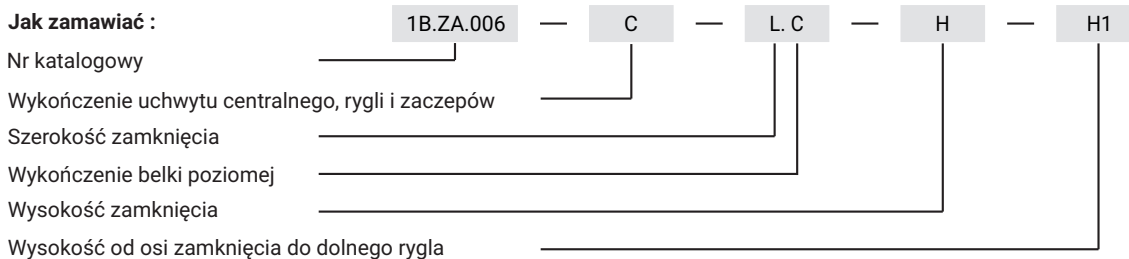 Jak zamawiać : 1B.ZA.006 — C — L. C — H — H1
Nr katalogowy
Wykończenie uchwytu centralnego, rygli i zaczepów
Szerokość zamknięcia
Wykończenie belki poziomej
Wysokość zamknięcia
Wysokość od osi zamknięcia do dolnego rygla